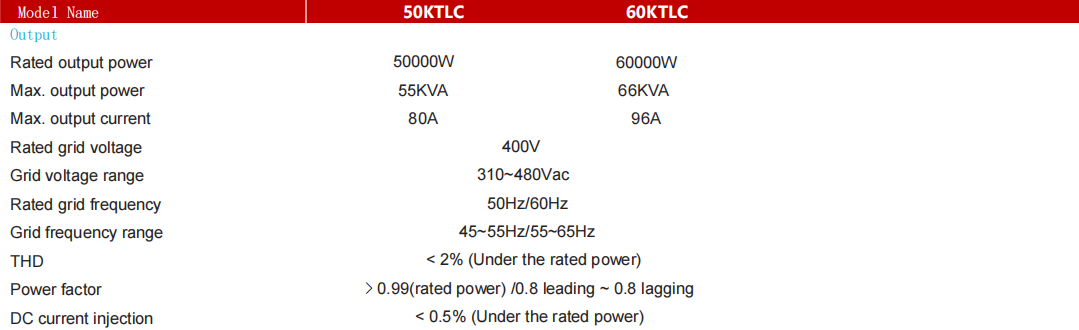 Model Name 50KTLC 60KTLC
Output
Rated output power 50000W 60000W
Max. output power 55KVA 66KVA
Max. output current 80A 96A
Rated grid voltage 400V
Grid voltage range 310~480Vac
Rated grid frequency 50Hz/60Hz
Grid frequency range 45~55Hz/55~65Hz
THD < 2% (Under the rated power)
Power factor ＞0.99(rated power) /0.8 leading ~ 0.8 lagging
DC current injection < 0.5% (Under the rated power)